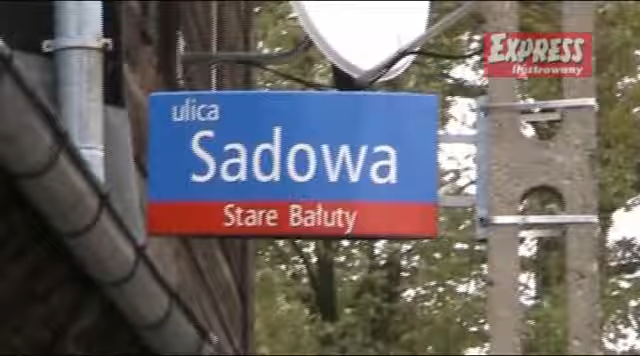 EXPRESS
Ilustrowany
ulica
Sadowa
Stare Bałuty